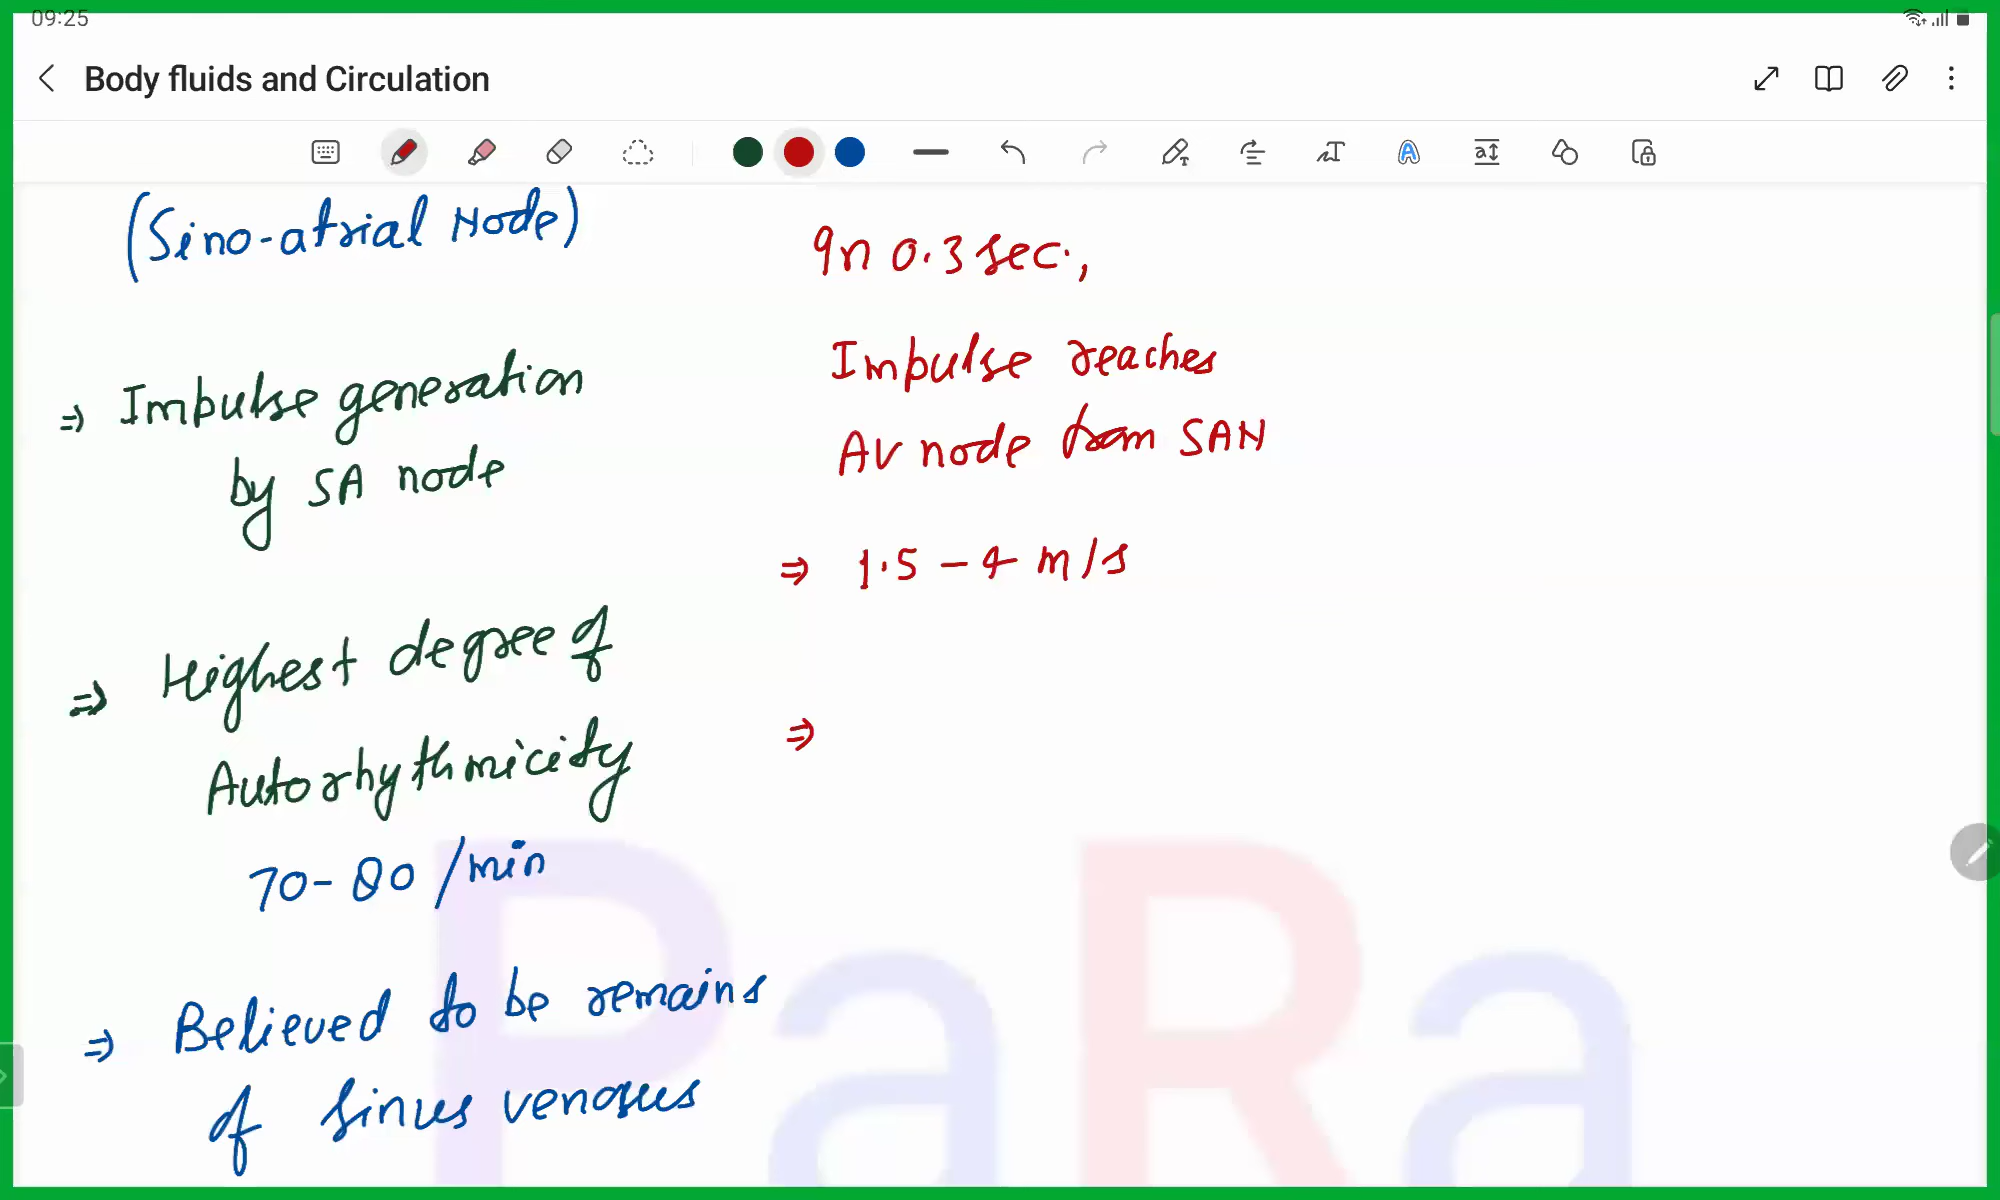 09:25
Body fluids and Circulation
(Sino-atrial Node)
⇒ Impulse generation
by SA node
⇒ Highest degree of
Autorhythmicity
70-80 /min
⇒ Believed to be remains
of sinus venosus
In 0.3 sec.,
Impulse reaches
AV node from SAN
⇒ 1.5 - 4 m/s
⇒
PaRa